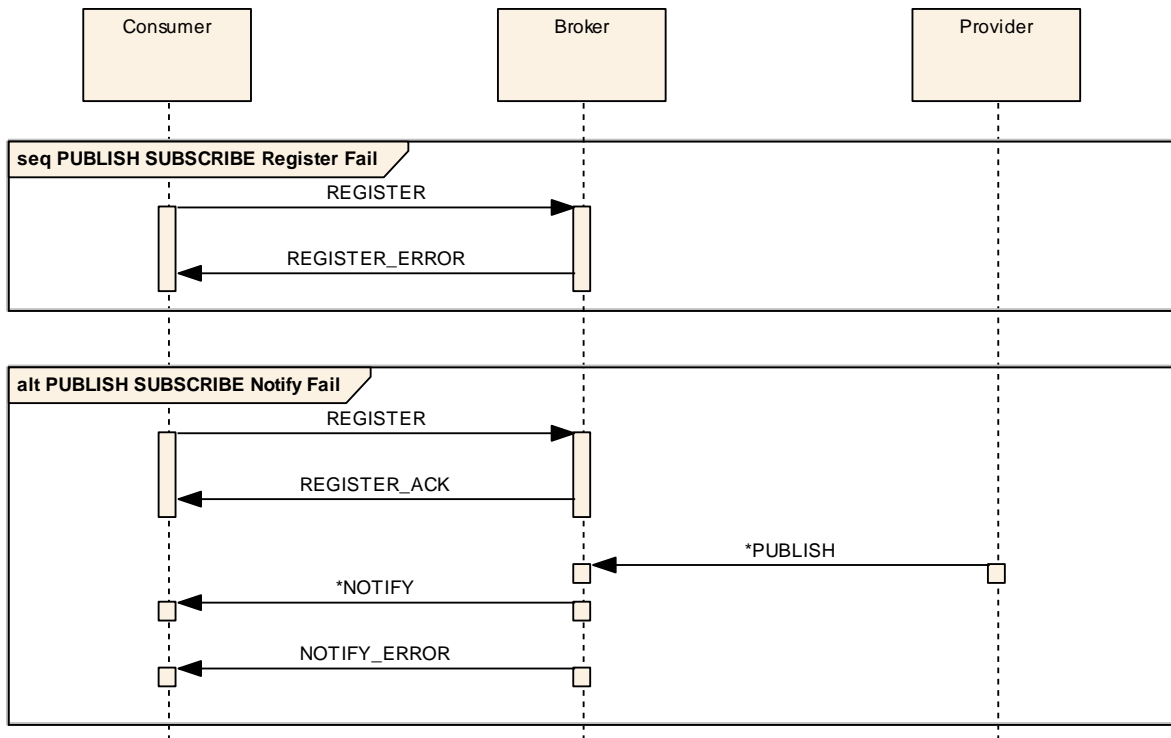 Consumer
Broker
Provider
seq PUBLISH SUBSCRIBE Register Fail
REGISTER
REGISTER_ERROR
alt PUBLISH SUBSCRIBE Notify Fail
REGISTER
REGISTER_ACK
*PUBLISH
*NOTIFY
NOTIFY_ERROR